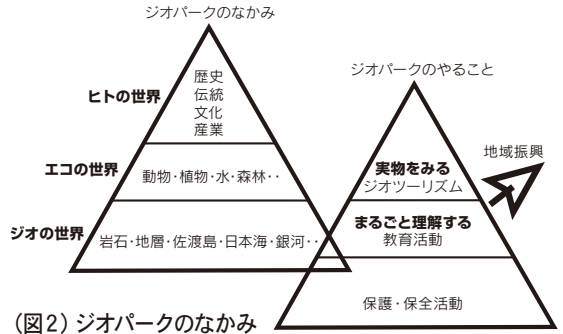 ジオパークのなかみ
ヒトの世界
歴史
伝統
文化
産業
エコの世界
動物・植物・水・森林‥
ジオの世界
岩石・地層・佐渡島・日本海・銀河‥
ジオパークのやること
地域振興
実物をみる
ジオツーリズム
まるごと理解する
教育活動
保護・保全活動
(図2)ジオパークのなかみ